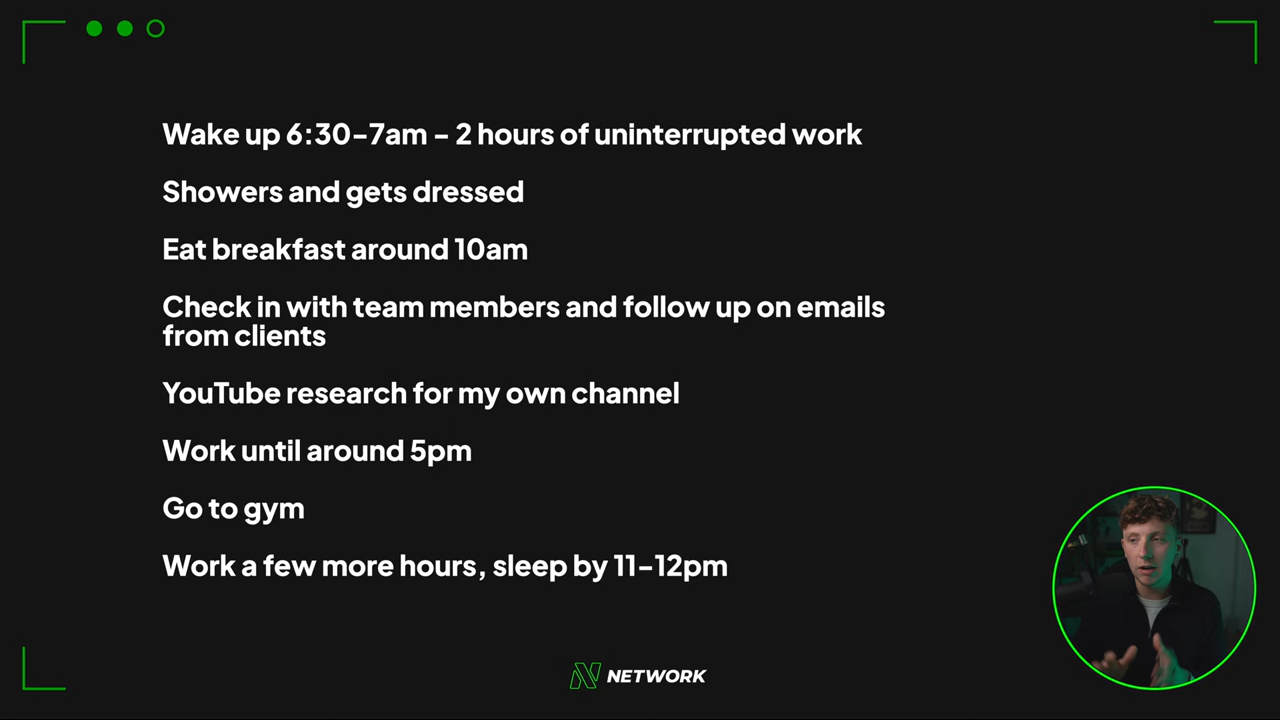 Wake up 6:30-7am - 2 hours of uninterrupted work
Showers and gets dressed
Eat breakfast around 10am
Check in with team members and follow up on emails
from clients
YouTube research for my own channel
Work until around 5pm
Go to gym
Work a few more hours, sleep by 11-12pm
NETWORK